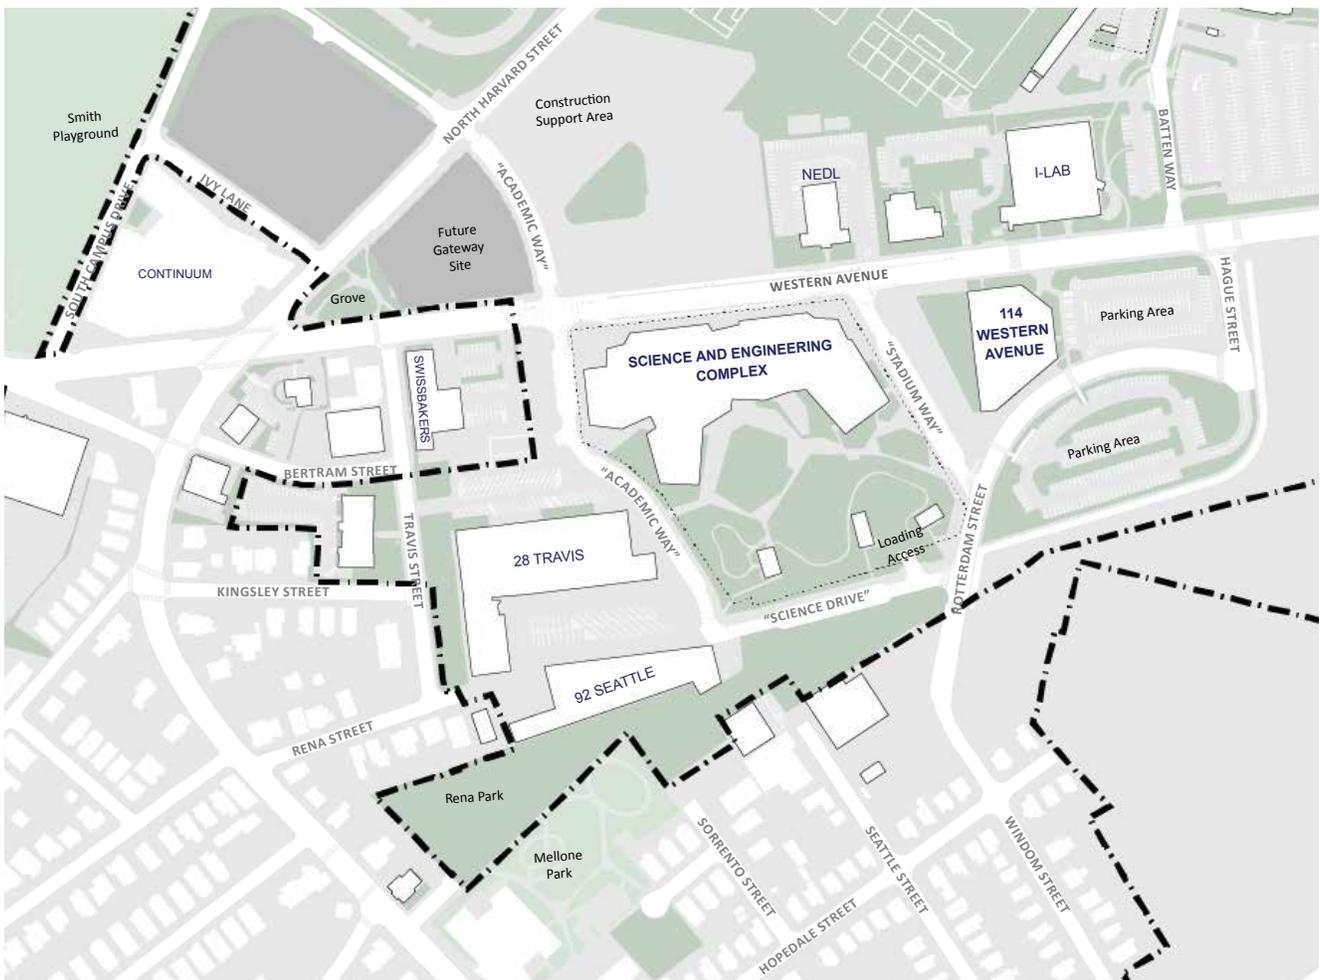 NORTH HARVARD STREET
Construction
Support Area
Smith
Playground
BATTEN WAY
"ACADEMIC WAY"
NEDL
I-LAB
IVY LANE
SOUTH CAMPUS DRIVE
Future
Gateway
Site
CONTINUUM
Grove
WESTERN AVENUE
HAGUE STREET
114
WESTERN
AVENUE
Parking Area
SCIENCE AND ENGINEERING
COMPLEX
"STADIUM WAY"
SWISSBAKERS
Parking Area
BERTRAM STREET
"ACADEMIC WAY"
TRAVIS STREET
28 TRAVIS
Loading
Access
ROTTERDAM STREET
KINGSLEY STREET
"SCIENCE DRIVE"
92 SEATTLE
RENA STREET
Rena Park
Mellone
Park
SORRENTO STREET
SEATTLE STREET
WINDOM STREET
HOPEDALE STREET